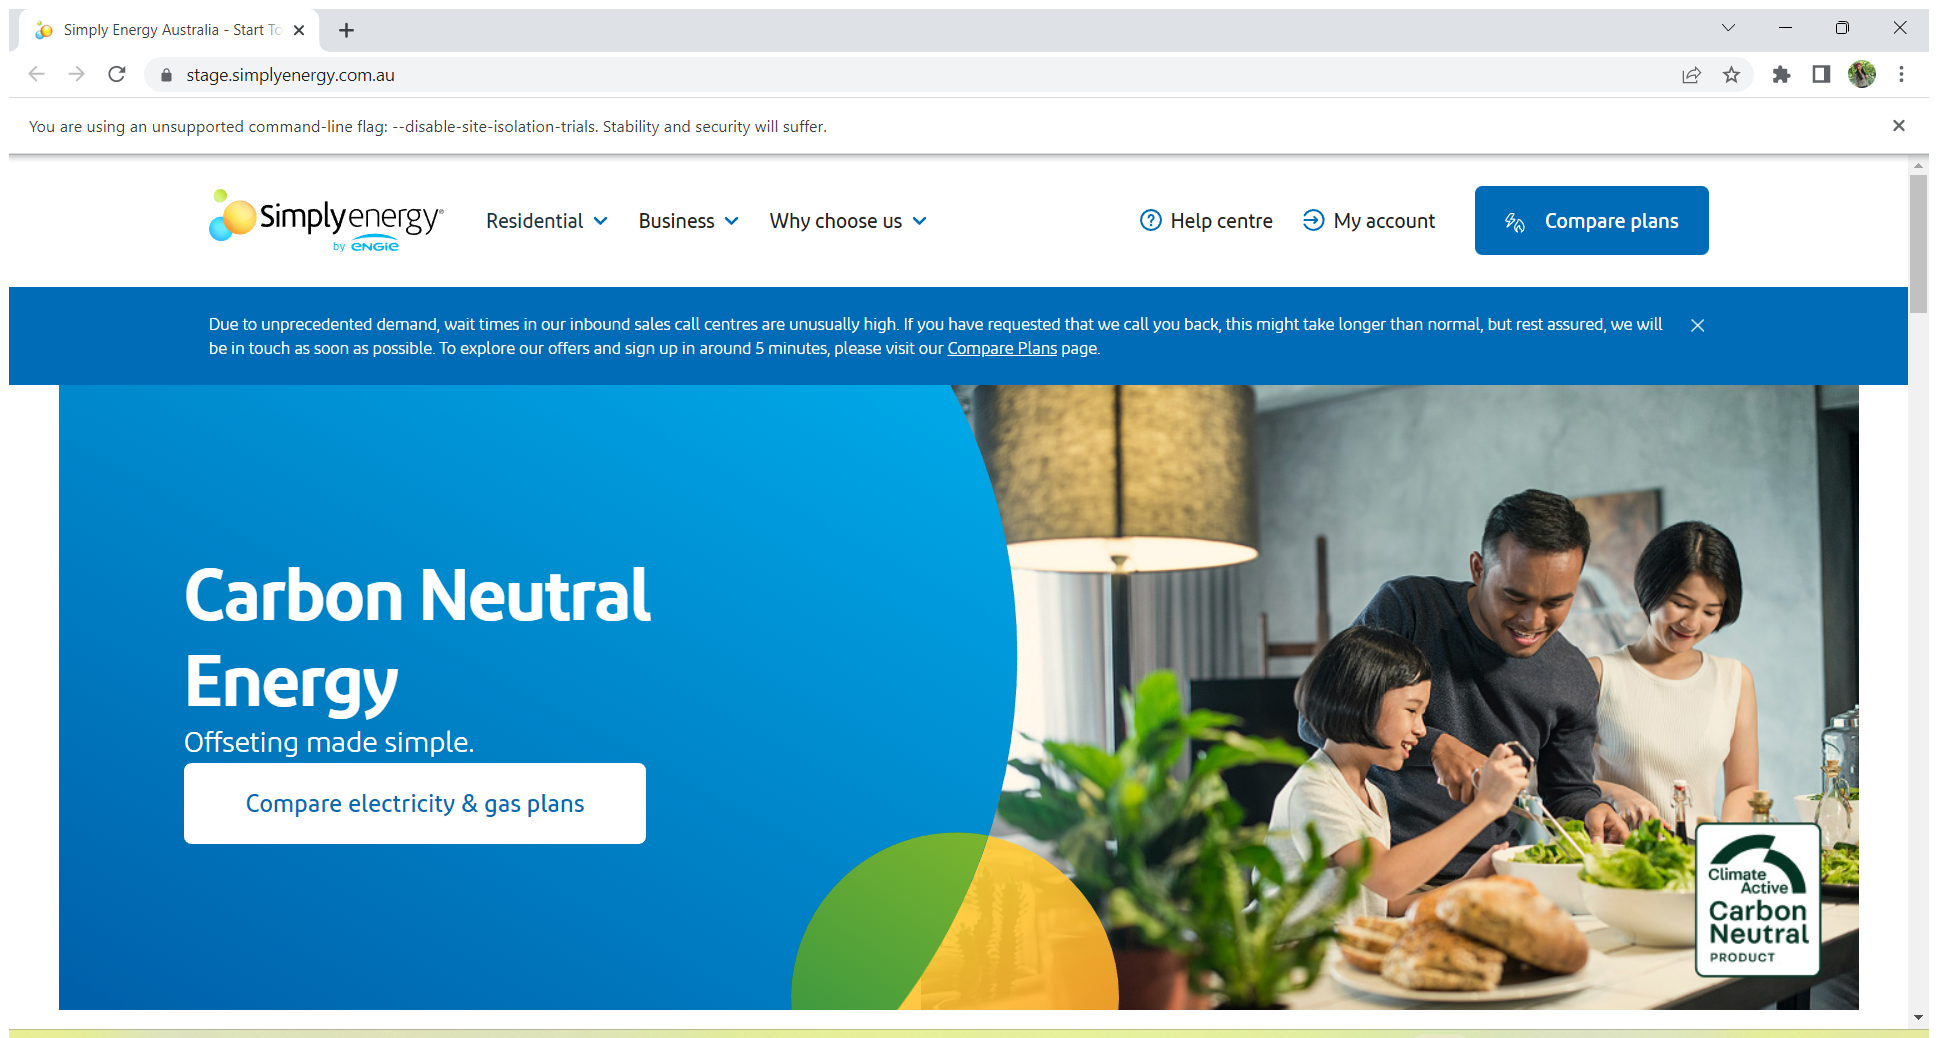 Simply Energy Australia - Start To
stage.simplyenergy.com.au
You are using an unsupported command-line flag: --disable-site-isolation-trials. Stability and security will suffer.
Simplyenergy®
by ENGIE
Residential
Business
Why choose us
Help centre
My account
Compare plans
Due to unprecedented demand, wait times in our inbound sales call centres are unusually high. If you have requested that we call you back, this might take longer than normal, but rest assured, we will
be in touch as soon as possible. To explore our offers and sign up in around 5 minutes, please visit our Compare Plans page.
Carbon Neutral
Energy
Offseting made simple.
Compare electricity & gas plans
Climate
Active
Carbon
Neutral
PRODUCT